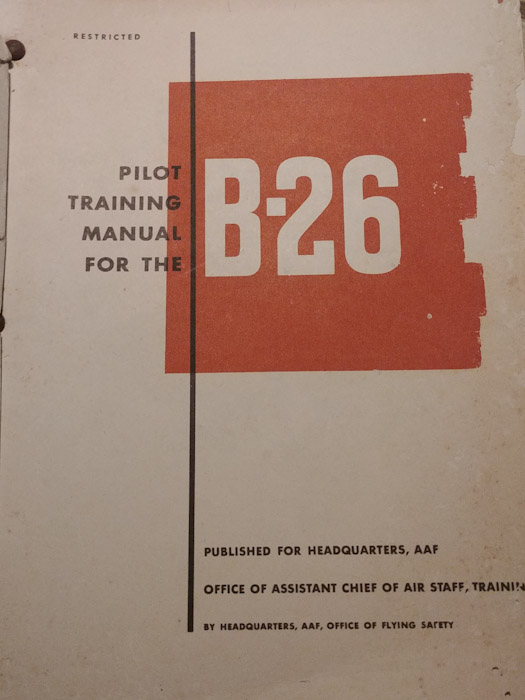 RESTRICTED
PILOT
TRAINING
MANUAL
FOR THE
B-26
PUBLISHED FOR HEADQUARTERS, AAF
OFFICE OF ASSISTANT CHIEF OF AIR STAFF, TRAININ
BY HEADQUARTERS, AAF, OFFICE OF FLYING SAFETY